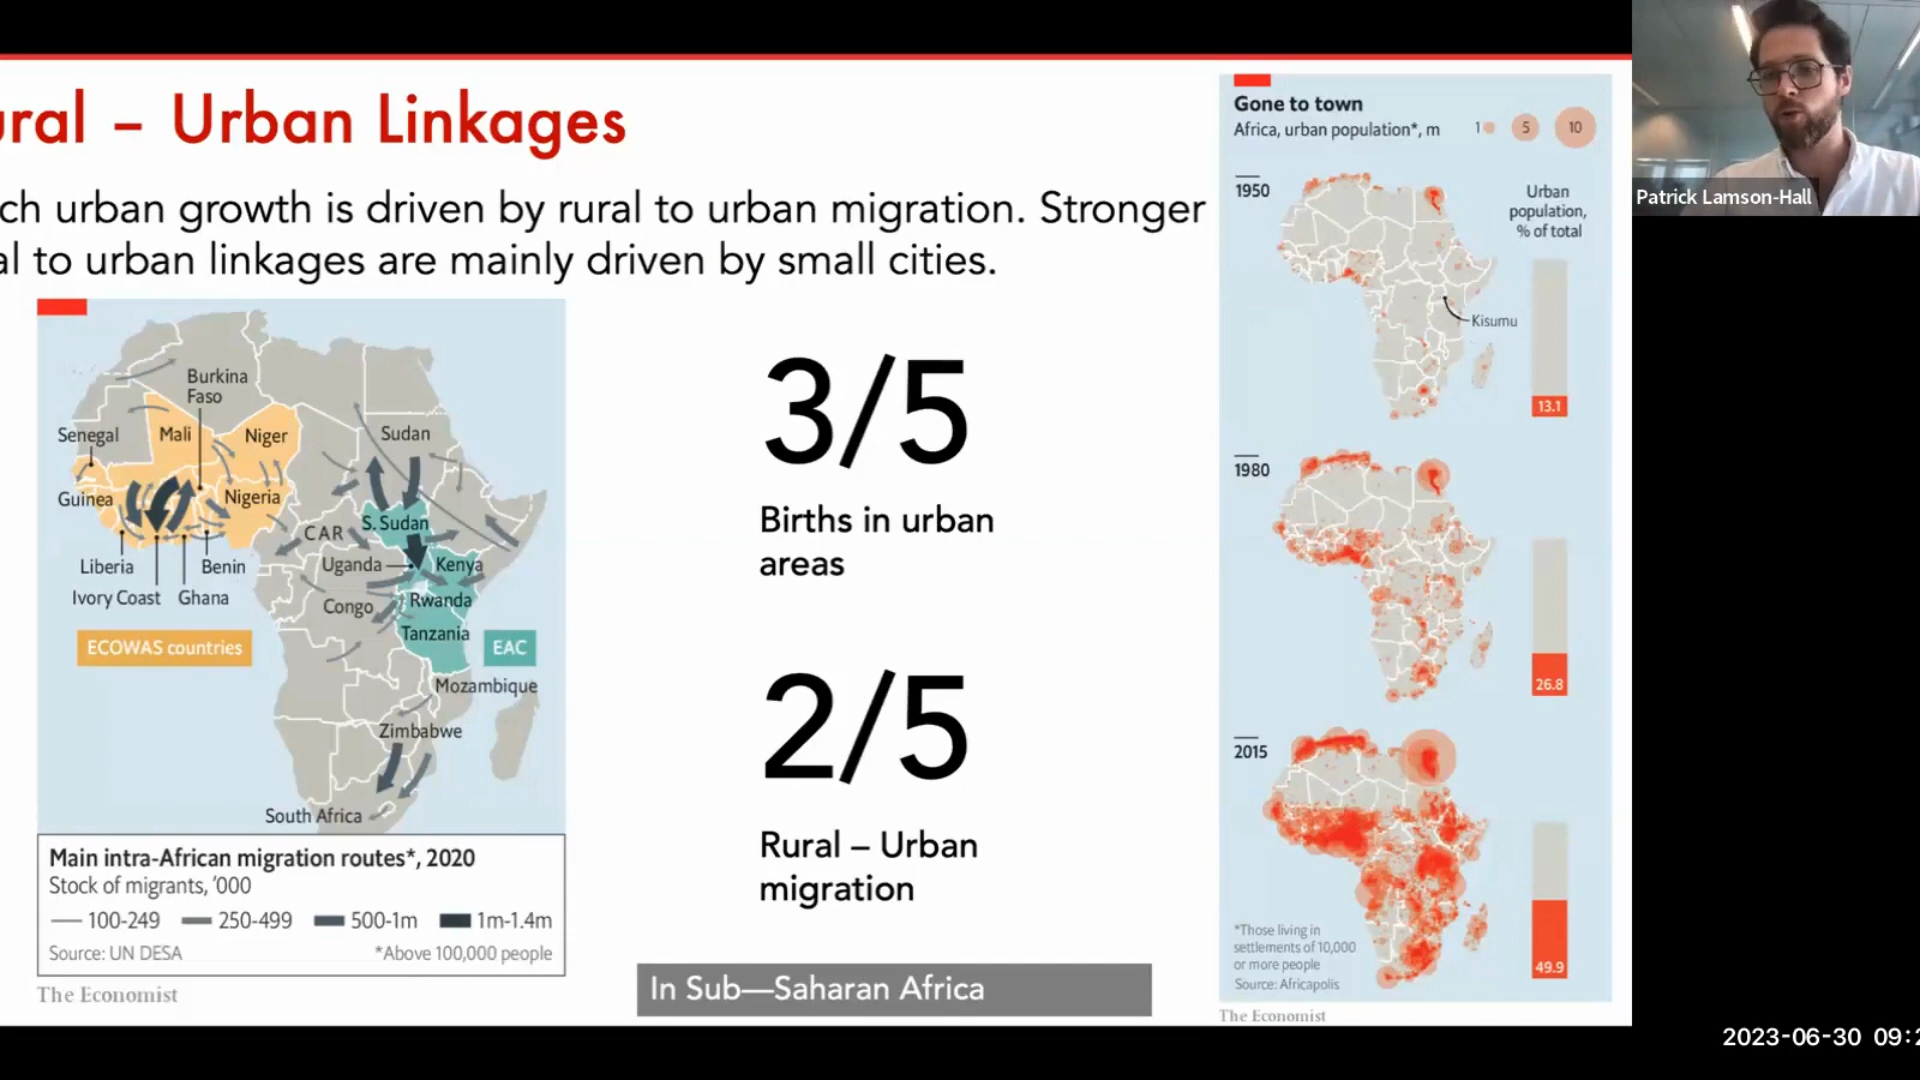 ural – Urban Linkages
ch urban growth is driven by rural to urban migration. Stronger
al to urban linkages are mainly driven by small cities.
Burkina
Faso
Senegal
Mali
Niger
Sudan
Guinea
Nigeria
S. Sudan
CAR
Liberia
Benin
Uganda
Kenya
Ivory Coast
Ghana
Congo
Rwanda
Tanzania
ECOWAS countries
EAC
Mozambique
Zimbabwe
South Africa
Main intra-African migration routes*, 2020
Stock of migrants, ’000
100-249 250-499 500-1m 1m-1.4m
Source: UN DESA *Above 100,000 people
The Economist
3/5
Births in urban
areas
2/5
Rural – Urban
migration
In Sub—Saharan Africa
Gone to town
Africa, urban population*, m 1 5 10
1950
Urban
population,
% of total
Kisumu
13.1
1980
26.8
2015
*Those living in
settlements of 10,000
or more people
Source: Africapolis
49.9
The Economist
Patrick Lamson-Hall
2023-06-30 09:2